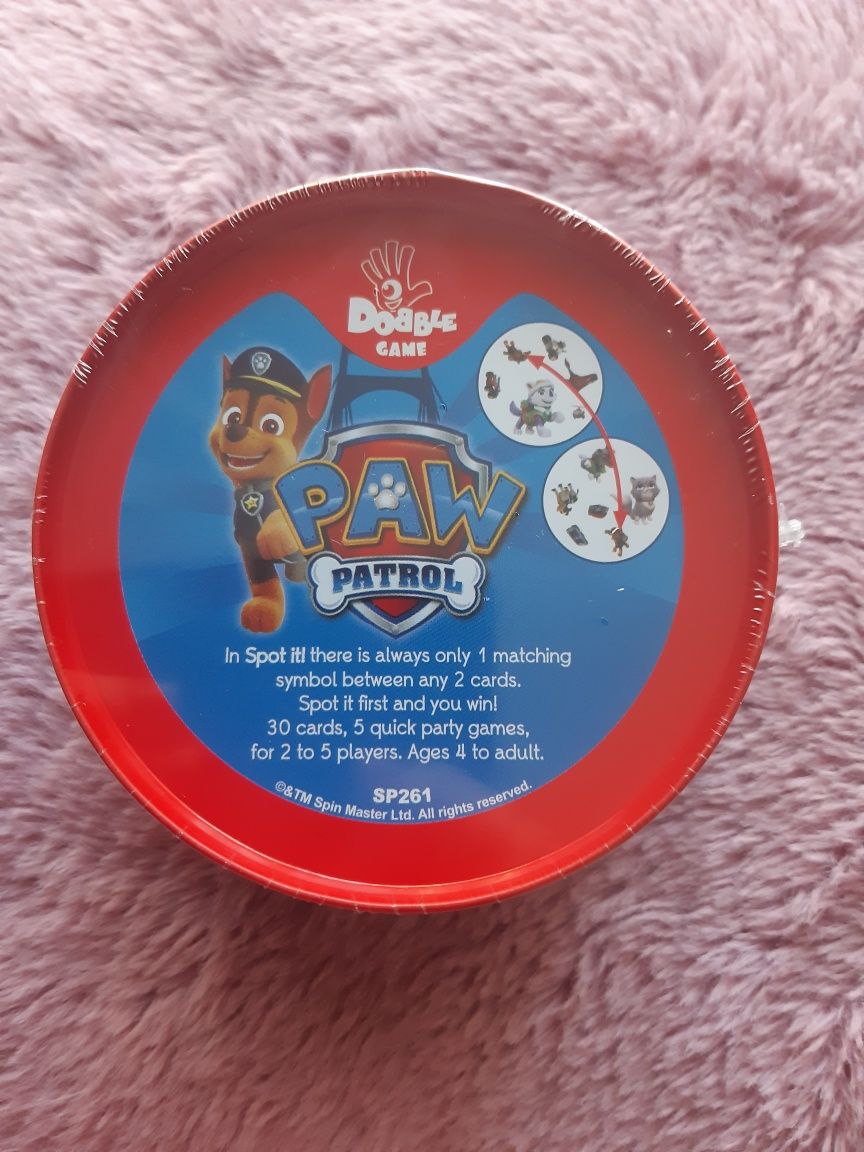 DOBBLE
GAME
PAW
PATROL
™
In Spot it! there is always only 1 matching
symbol between any 2 cards.
Spot it first and you win!
30 cards, 5 quick party games,
for 2 to 5 players. Ages 4 to adult.
SP261
©&TM Spin Master Ltd. All rights reserved.